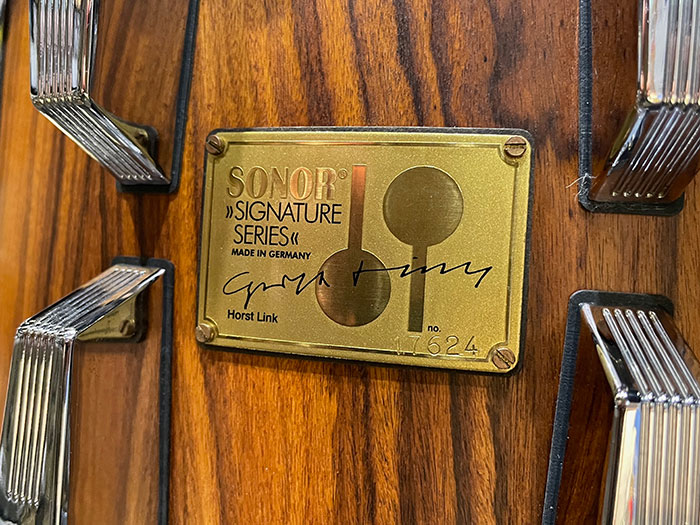 SONOR®
»SIGNATURE
SERIES«
MADE IN GERMANY
Horst Link
no.
17624